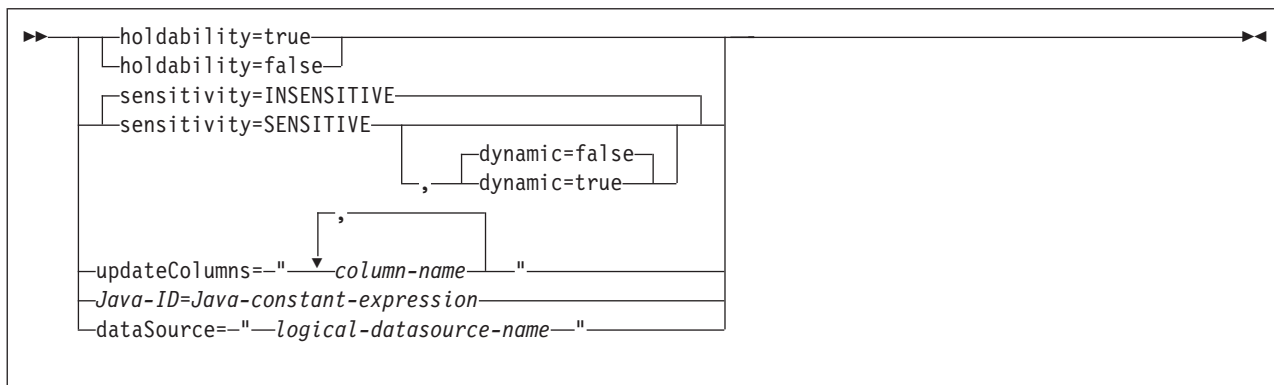 holdability=true
holdability=false
sensitivity=INSENSITIVE
sensitivity=SENSITIVE
dynamic=false
, dynamic=true
,
updateColumns= " column-name "
Java-ID=Java-constant-expression
dataSource= " logical-datasource-name "